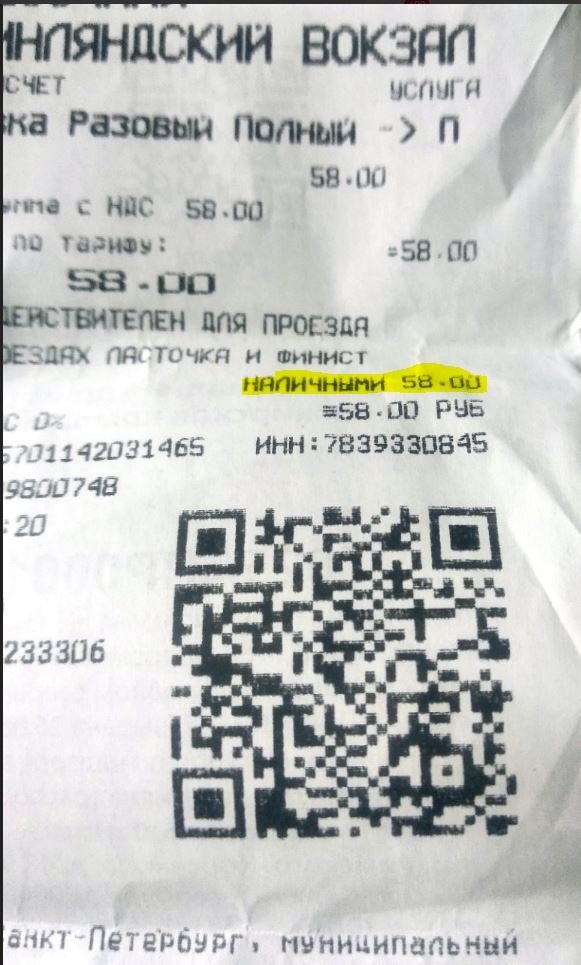 ИНЛЯНДСКИЙ ВОКЗАЛ
СЧЕТ УСЛУГА
ка Разовый Полный -> П
58.00
умма с НДС 58.00
по тарифу: =58.00
58.00
ДЕЙСТВИТЕЛЕН ДЛЯ ПРОЕЗДА
ОЕЗДАХ ЛАСТОЧКА И ФИНИСТ
НАЛИЧНЫМИ 58.00
С 0% ≡58.00 РУБ
5701142031465 ИНН:7839330845
9800748
:20
233306
анкт-Петербург, муниципальный